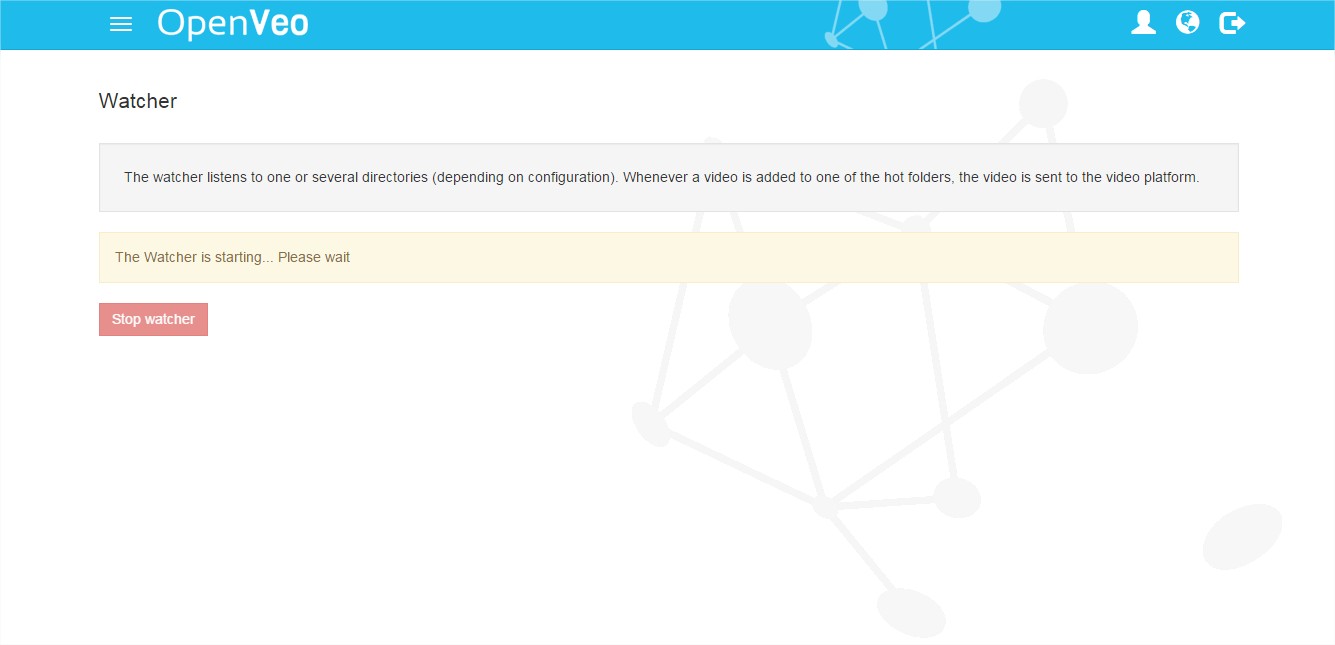 OpenVeo
Watcher
The watcher listens to one or several directories (depending on configuration). Whenever a video is added to one of the hot folders, the video is sent to the video platform.
The Watcher is starting... Please wait
Stop watcher